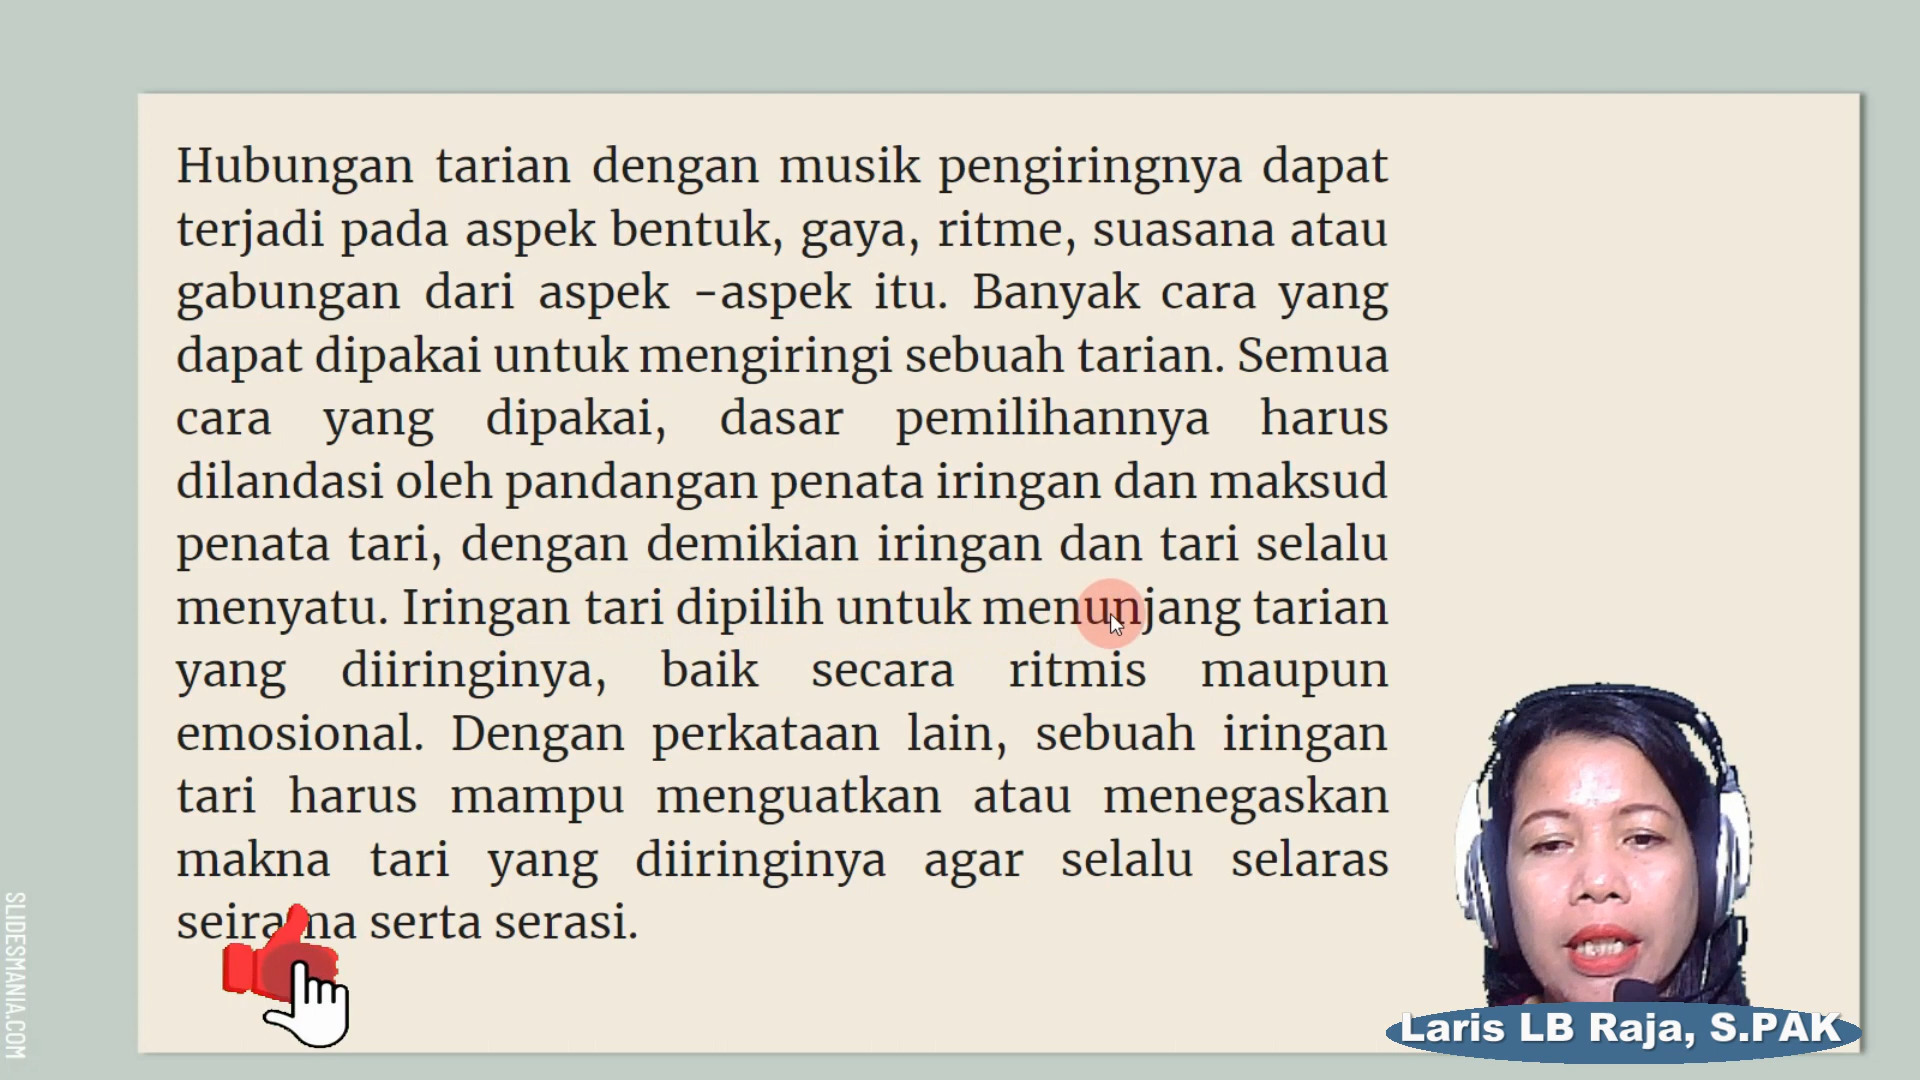 Hubungan tarian dengan musik pengiringnya dapat
terjadi pada aspek bentuk, gaya, ritme, suasana atau
gabungan dari aspek -aspek itu. Banyak cara yang
dapat dipakai untuk mengiringi sebuah tarian. Semua
cara yang dipakai, dasar pemilihannya harus
dilandasi oleh pandangan penata iringan dan maksud
penata tari, dengan demikian iringan dan tari selalu
menyatu. Iringan tari dipilih untuk menunjang tarian
yang diiringinya, baik secara ritmis maupun
emosional. Dengan perkataan lain, sebuah iringan
tari harus mampu menguatkan atau menegaskan
makna tari yang diiringinya agar selalu selaras
seirama serta serasi.
Laris LB Raja, S.PAK
SLIDESMANIA.COM